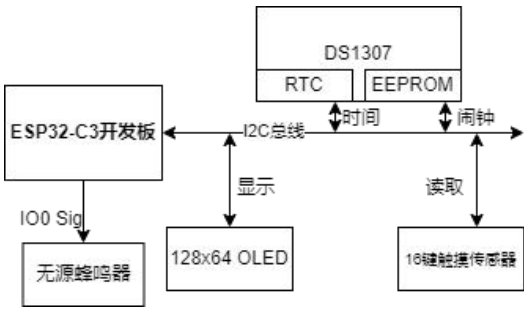 DS1307
RTC
EEPROM
ESP32-C3开发板
I2C总线
时间
闹钟
显示
读取
IO0 Sig
无源蜂鸣器
128x64 OLED
16键触摸传感器